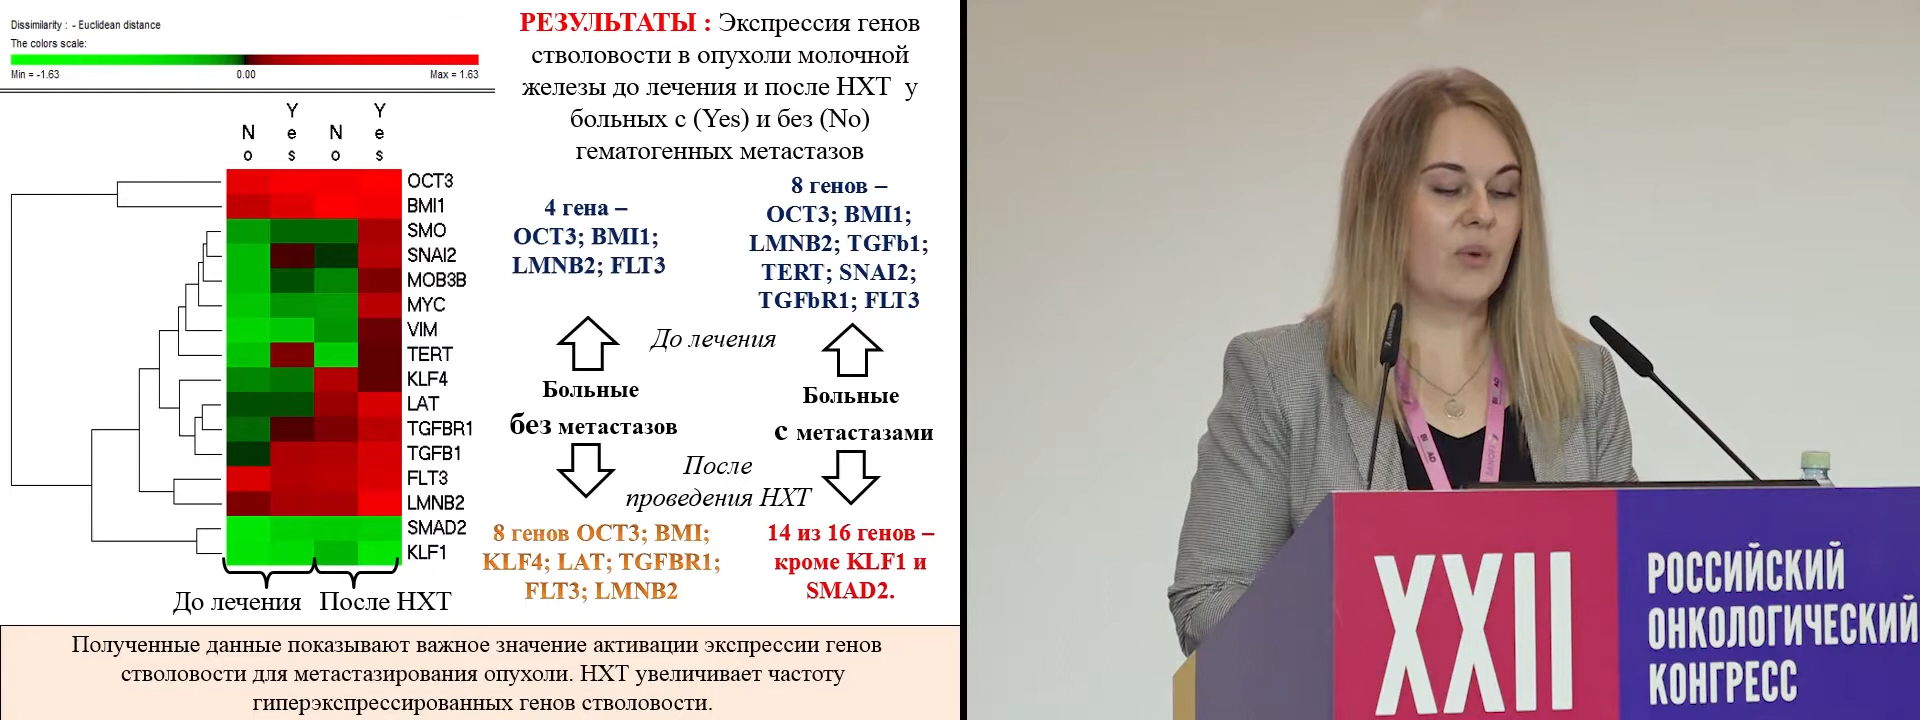 Dissimilarity : - Euclidean distance
The colors scale:
Min = -1.63 0.00 Max = 1.63
No Yes No Yes
OCT3
BMI1
SMO
SNAI2
MOB3B
MYC
VIM
TERT
KLF4
LAT
TGFBR1
TGFB1
FLT3
LMNB2
SMAD2
KLF1
До лечения После НХТ
РЕЗУЛЬТАТЫ : Экспрессия генов
стволовости в опухоли молочной
железы до лечения и после НХТ у
больных с (Yes) и без (No)
гематогенных метастазов
4 гена –
OCT3; BMI1;
LMNB2; FLT3
8 генов –
OCT3; BMI1;
LMNB2; TGFb1;
TERT; SNAI2;
TGFbR1; FLT3
До лечения
Больные
без метастазов
Больные
с метастазами
После
проведения НХТ
8 генов OCT3; BMI;
KLF4; LAT; TGFBR1;
FLT3; LMNB2
14 из 16 генов –
кроме KLF1 и
SMAD2.
Полученные данные показывают важное значение активации экспрессии генов
стволовости для метастазирования опухоли. НХТ увеличивает частоту
гиперэкспрессированных генов стволовости.
XXII
РОССИЙСКИЙ
ОНКОЛОГИЧЕСКИЙ
КОНГРЕСС